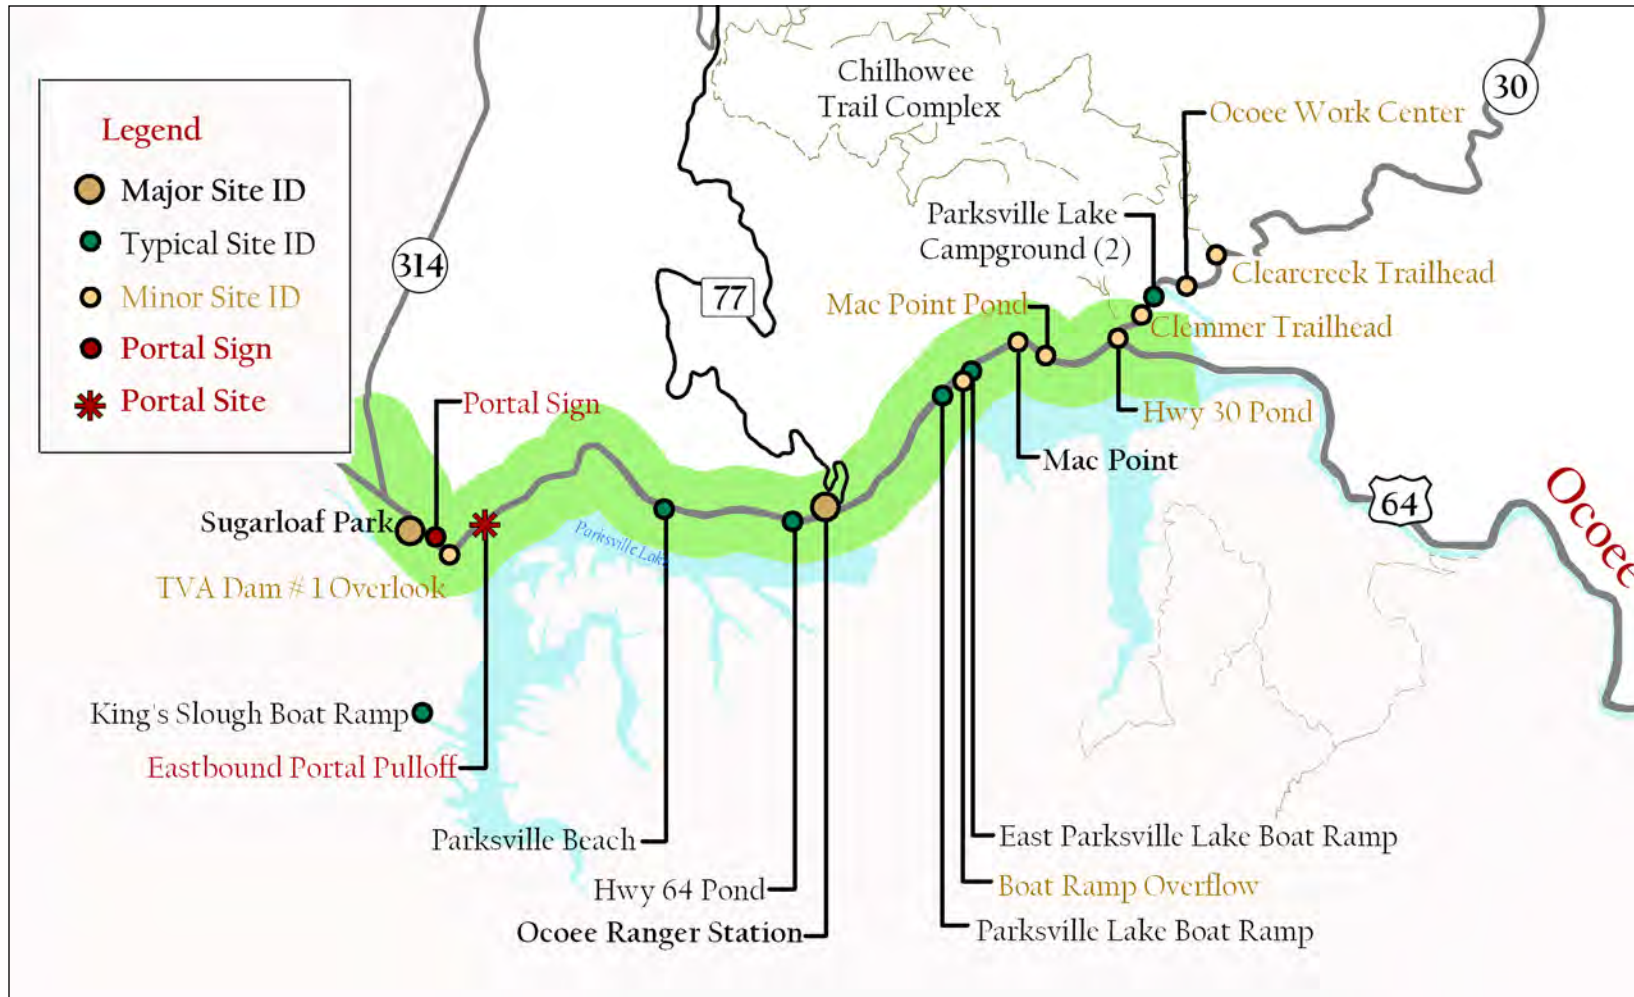 Legend
Major Site ID
Typical Site ID
Minor Site ID
Portal Sign
Portal Site
314
77
30
64
Chilhowee
Trail Complex
Ocoee Work Center
Parksville Lake
Campground (2)
Clearcreek Trailhead
Mac Point Pond
Clemmer Trailhead
Portal Sign
Hwy 30 Pond
Mac Point
Sugarloaf Park
Parksville Lake
Ocoee
TVA Dam # 1 Overlook
King's Slough Boat Ramp
Eastbound Portal Pulloff
Parksville Beach
East Parksville Lake Boat Ramp
Hwy 64 Pond
Boat Ramp Overflow
Ocoee Ranger Station
Parksville Lake Boat Ramp